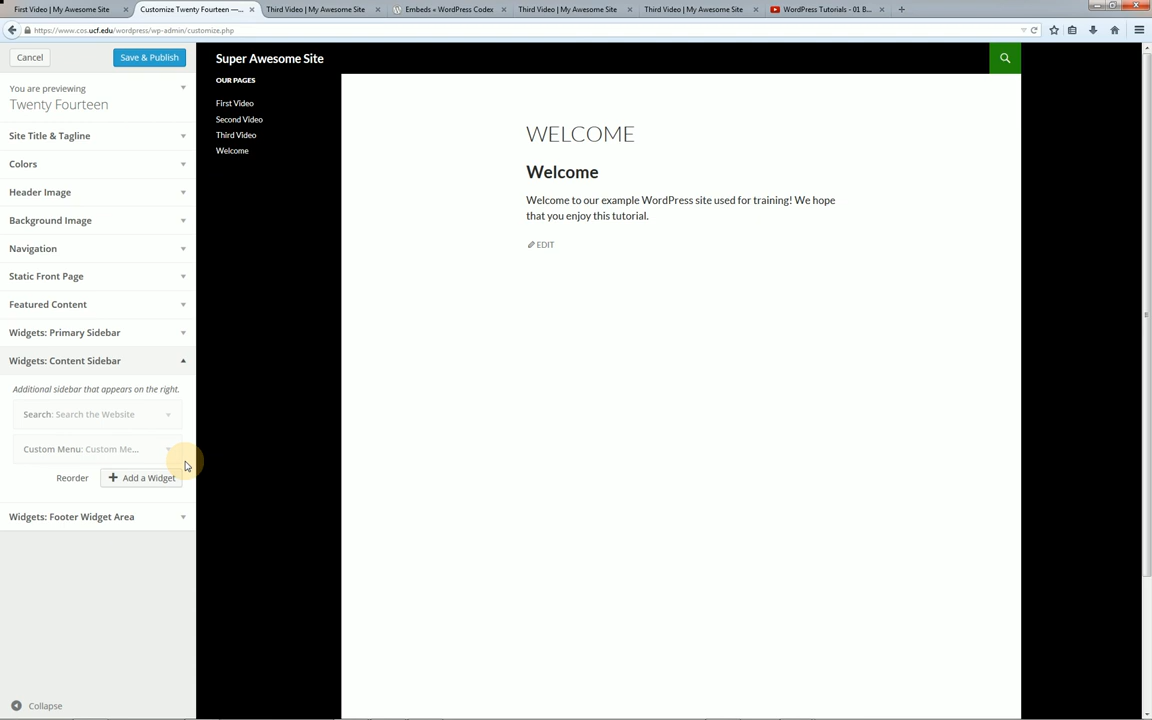 First Video | My Awesome Site
Customize Twenty Fourteen —...
Third Video | My Awesome Site
Embeds « WordPress Codex
Third Video | My Awesome Site
Third Video | My Awesome Site
WordPress Tutorials - 01 B...
https://www.cos.ucf.edu/wordpress/wp-admin/customize.php
Cancel
Save & Publish
You are previewing
Twenty Fourteen
Site Title & Tagline
Colors
Header Image
Background Image
Navigation
Static Front Page
Featured Content
Widgets: Primary Sidebar
Widgets: Content Sidebar
Additional sidebar that appears on the right.
Search: Search the Website
Custom Menu: Custom Me...
Reorder
Add a Widget
Widgets: Footer Widget Area
Collapse
Super Awesome Site
OUR PAGES
First Video
Second Video
Third Video
Welcome
WELCOME
Welcome
Welcome to our example WordPress site used for training! We hope
that you enjoy this tutorial.
EDIT